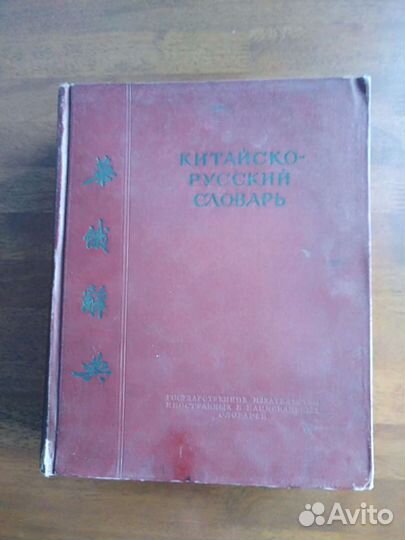 華
俄
辭
典
КИТАЙСКО-
РУССКИЙ
СЛОВАРЬ
ГОСУДАРСТВЕННОЕ ИЗДАТЕЛЬСТВО
ИНОСТРАННЫХ И НАЦИОНАЛЬНЫХ
СЛОВАРЕЙ
Avito